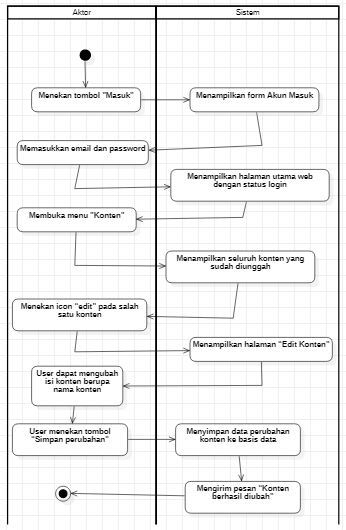 Aktor
Sistem
Menekan tombol "Masuk"
Menampilkan form Akun Masuk
Memasukkan email dan password
Menampilkan halaman utama web
dengan status login
Membuka menu "Konten"
Menampilkan seluruh konten yang
sudah diunggah
Menekan icon "edit" pada salah
satu konten
Menampilkan halaman "Edit Konten"
User dapat mengubah
isi konten berupa
nama konten
User menekan tombol
"Simpan perubahan"
Menyimpan data perubahan
konten ke basis data
Mengirim pesan "Konten
berhasil diubah"